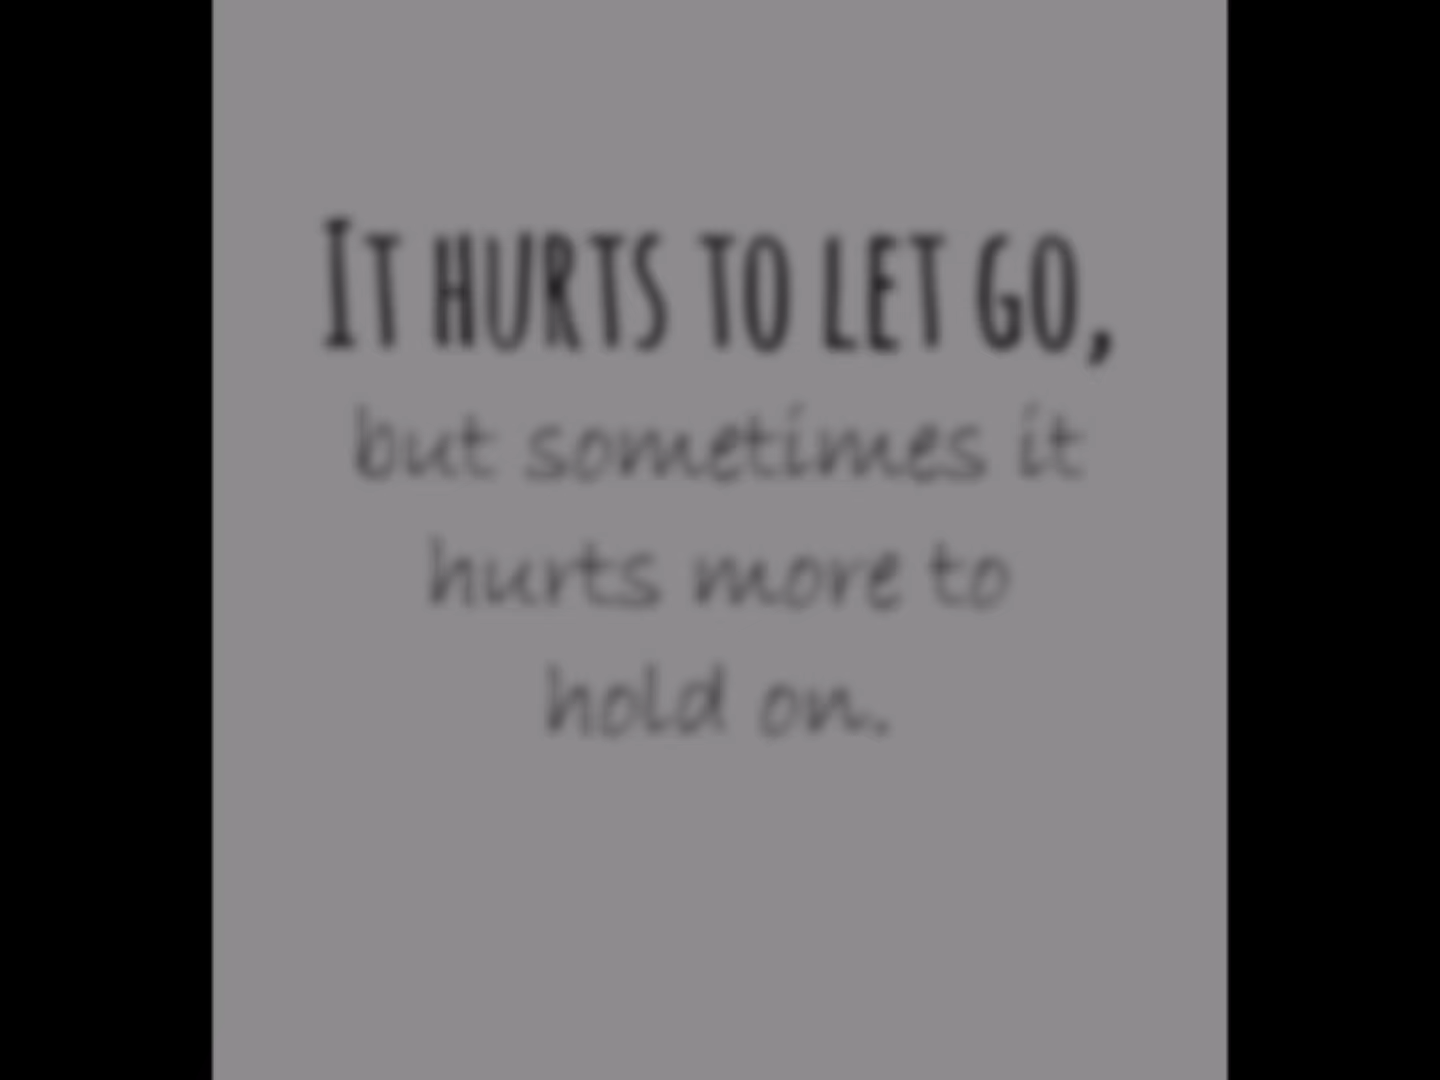 It hurts to let go,
but sometimes it
hurts more to
hold on.